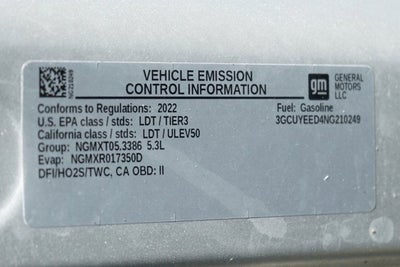 NG210249
VEHICLE EMISSION
CONTROL INFORMATION
gm
GENERAL
MOTORS
LLC
Conforms to Regulations: 2022
Fuel: Gasoline
U.S. EPA class / stds: LDT / TIER3
3GCUYEED4NG210249
California class / stds: LDT / ULEV50
Group: NGMXT05.3386 5.3L
Evap: NGMXR017350D
DFI/HO2S/TWC, CA OBD: II